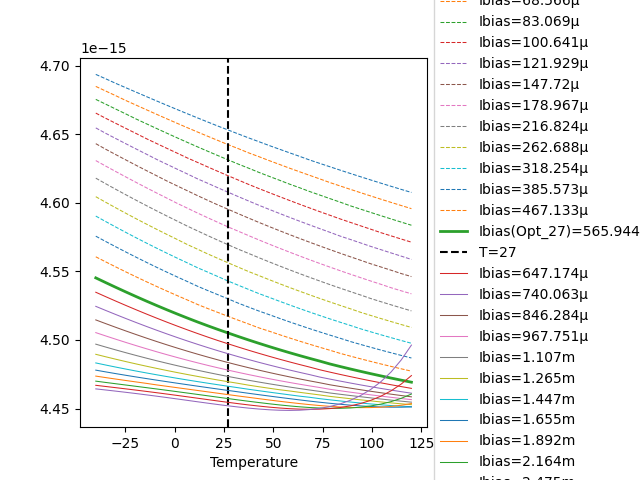 1e−15
4.70
4.65
4.60
4.55
4.50
4.45
−25
0
25
50
75
100
125
Temperature
Ibias=68.566μ
Ibias=83.069μ
Ibias=100.641μ
Ibias=121.929μ
Ibias=147.72μ
Ibias=178.967μ
Ibias=216.824μ
Ibias=262.688μ
Ibias=318.254μ
Ibias=385.573μ
Ibias=467.133μ
Ibias(Opt_27)=565.944
T=27
Ibias=647.174μ
Ibias=740.063μ
Ibias=846.284μ
Ibias=967.751μ
Ibias=1.107m
Ibias=1.265m
Ibias=1.447m
Ibias=1.655m
Ibias=1.892m
Ibias=2.164m